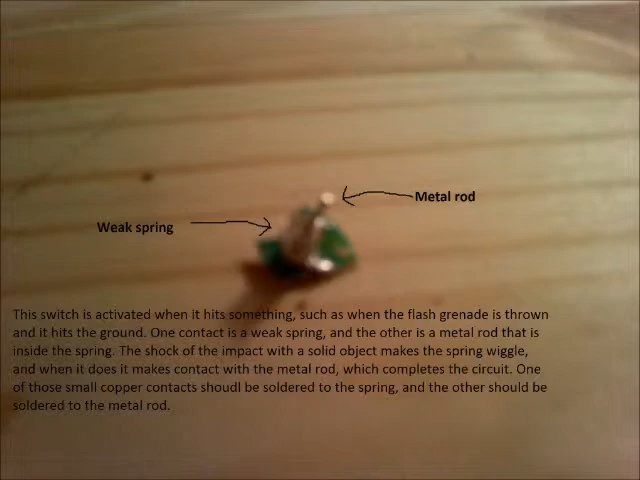 Metal rod
Weak spring
This switch is activated when it hits something, such as when the flash grenade is thrown
and it hits the ground. One contact is a weak spring, and the other is a metal rod that is
inside the spring. The shock of the impact with a solid object makes the spring wiggle,
and when it does it makes contact with the metal rod, which completes the circuit. One
of those small copper contacts shoudl be soldered to the spring, and the other should be
soldered to the metal rod.